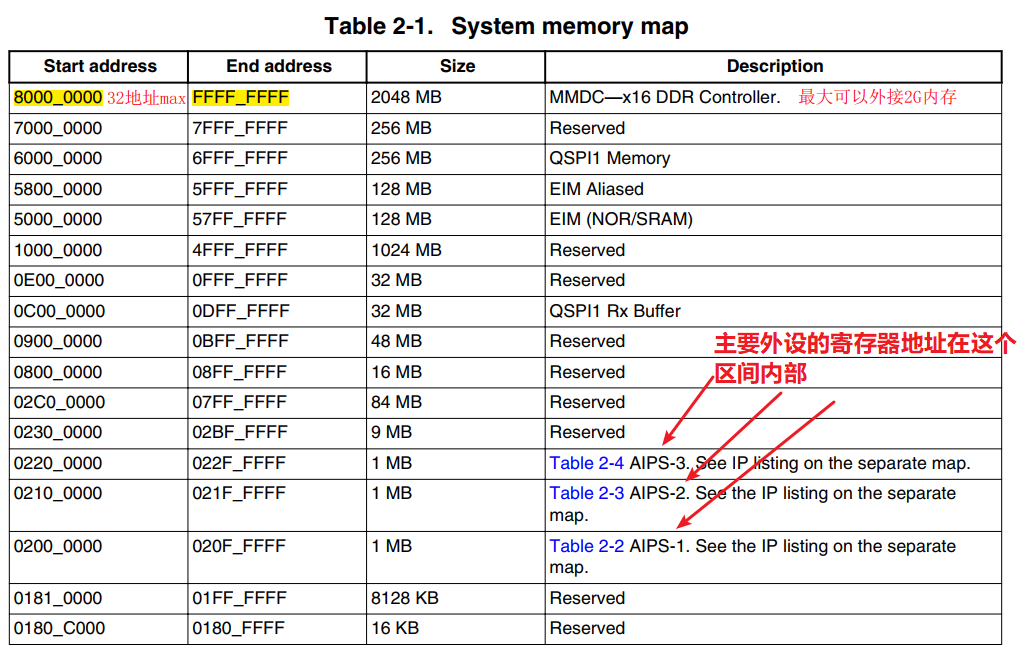 Table 2-1. System memory map
Start address End address Size Description
8000_0000 32地址max FFFF_FFFF 2048 MB MMDC—x16 DDR Controller. 最大可以外接2G内存
7000_0000 7FFF_FFFF 256 MB Reserved
6000_0000 6FFF_FFFF 256 MB QSPI1 Memory
5800_0000 5FFF_FFFF 128 MB EIM Aliased
5000_0000 57FF_FFFF 128 MB EIM (NOR/SRAM)
1000_0000 4FFF_FFFF 1024 MB Reserved
0E00_0000 0FFF_FFFF 32 MB Reserved
0C00_0000 0DFF_FFFF 32 MB QSPI1 Rx Buffer
0900_0000 0BFF_FFFF 48 MB Reserved
主要外设的寄存器地址在这个
区间内部
0800_0000 08FF_FFFF 16 MB Reserved
02C0_0000 07FF_FFFF 84 MB Reserved
0230_0000 02BF_FFFF 9 MB Reserved
0220_0000 022F_FFFF 1 MB Table 2-4 AIPS-3. See IP listing on the separate map.
0210_0000 021F_FFFF 1 MB Table 2-3 AIPS-2. See the IP listing on the separate
map.
0200_0000 020F_FFFF 1 MB Table 2-2 AIPS-1. See the IP listing on the separate
map.
0181_0000 01FF_FFFF 8128 KB Reserved
0180_C000 0180_FFFF 16 KB Reserved